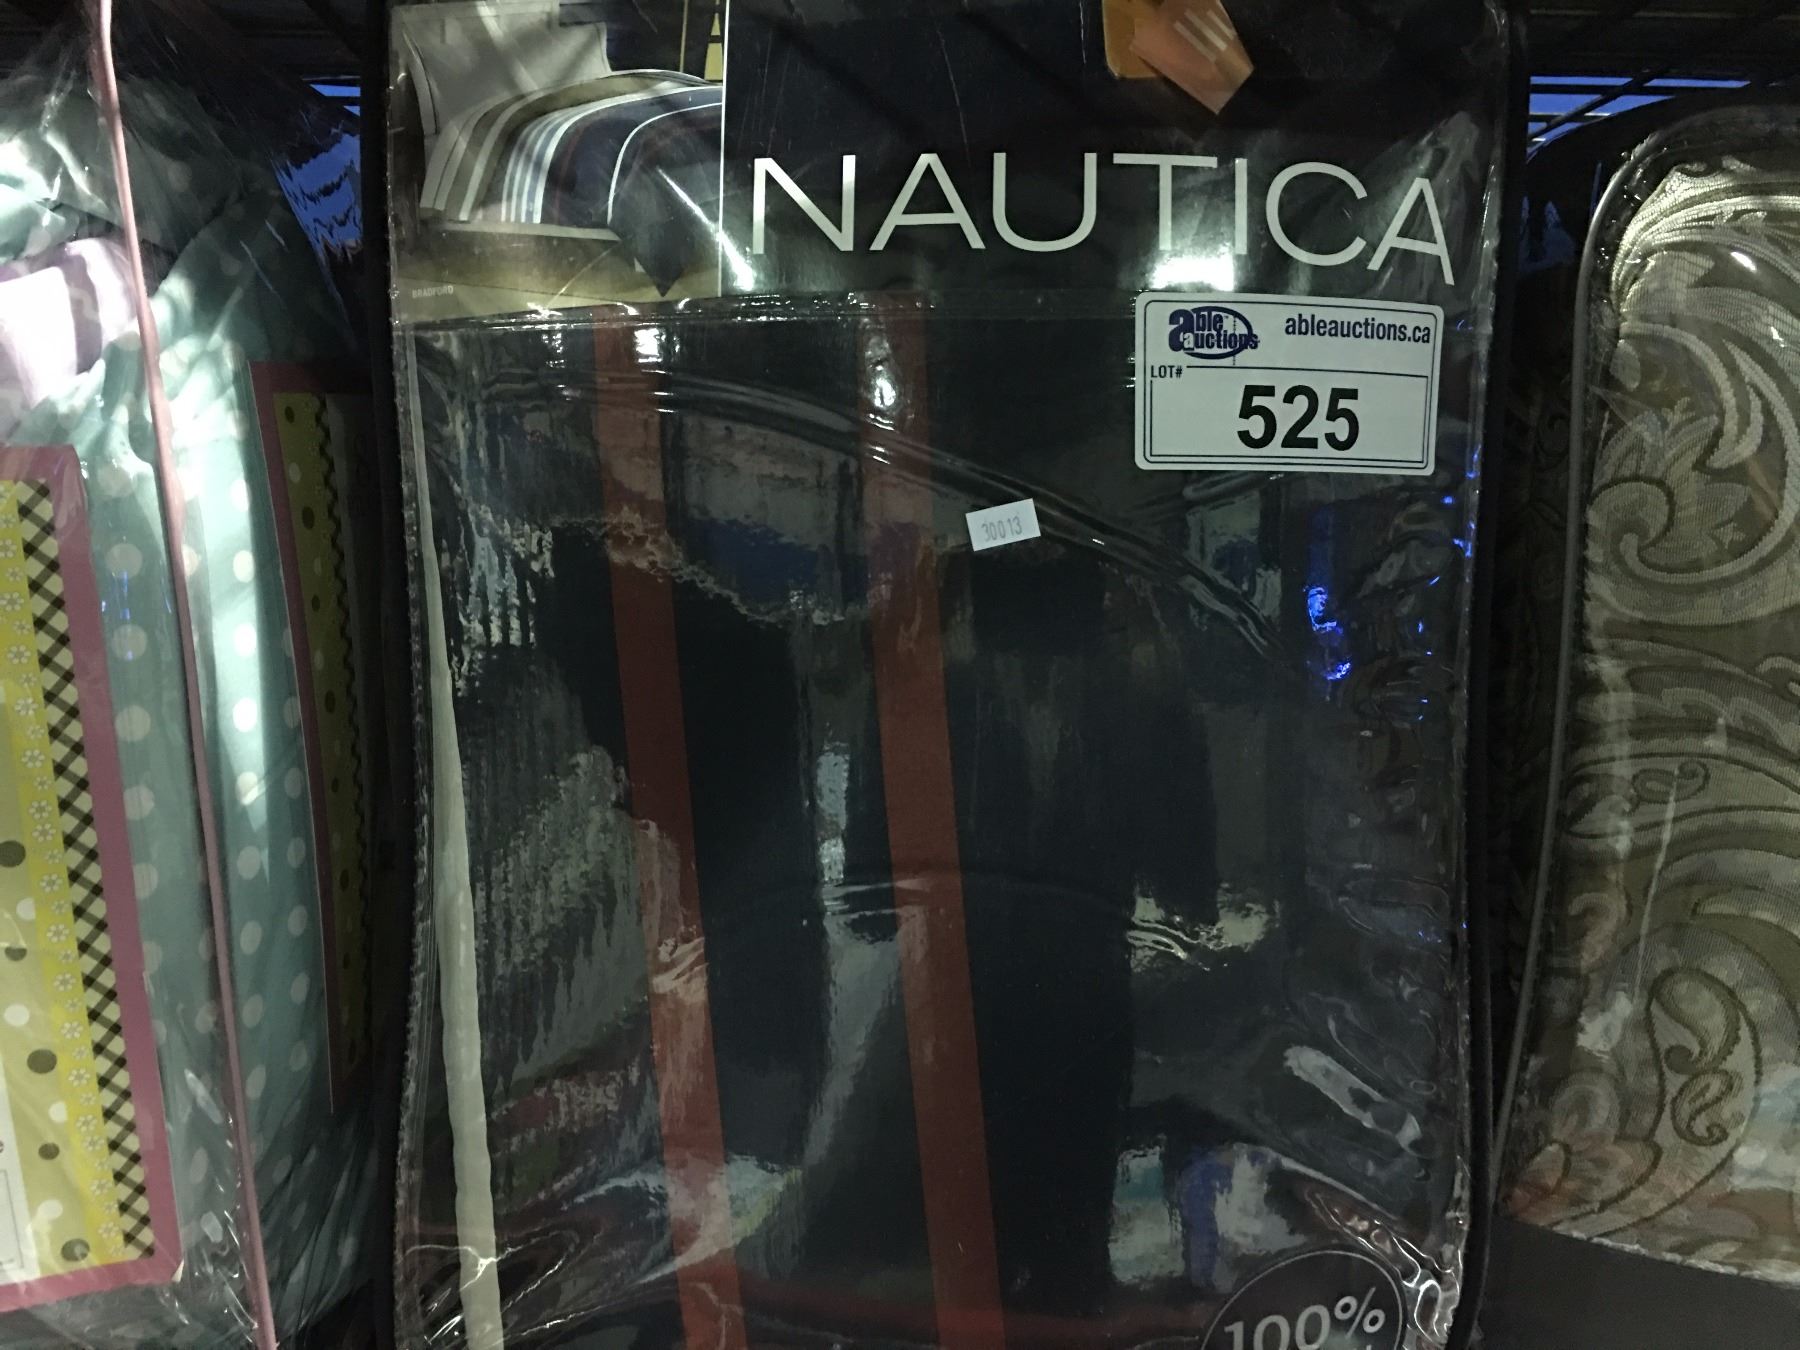 NAUTICA
BRADFORD
able auctions
ableauctions.ca
LOT#
525
30013
100%